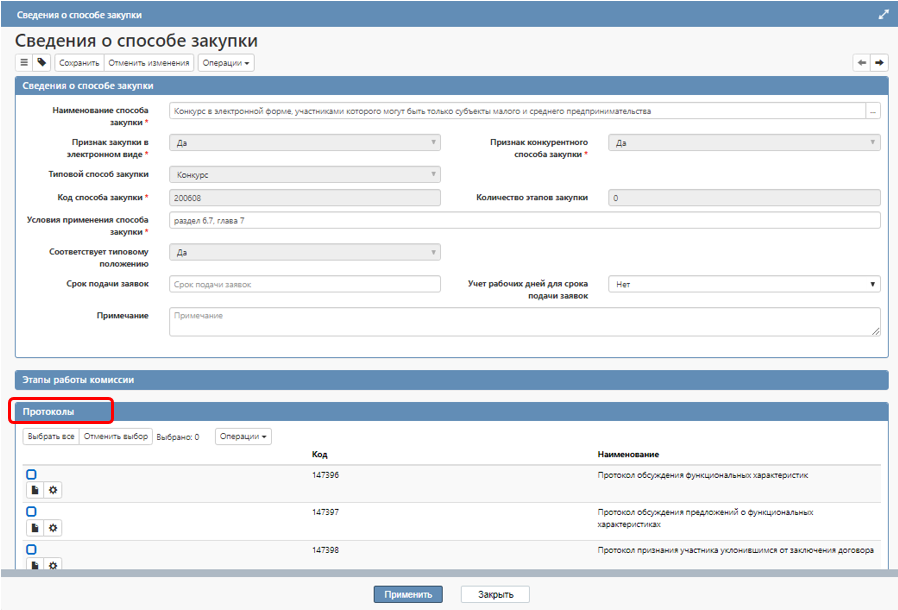 Сведения о способе закупки
Сведения о способе закупки
Сохранить Отменить изменения Операции
Сведения о способе закупки
Наименование способа закупки * Конкурс в электронной форме, участниками которого могут быть только субъекты малого и среднего предпринимательства ...
Признак закупки в электронном виде * Да Признак конкурентного способа закупки * Да
Типовой способ закупки Конкурс
Код способа закупки * 200608 Количество этапов закупки 0
Условия применения способа закупки * раздел 6.7, глава 7
Соответствует типовому положению Да
Срок подачи заявок Срок подачи заявок Учет рабочих дней для срока подачи заявок Нет
Примечание Примечание
Этапы работы комиссии
Протоколы
Выбрать все Отменить выбор Выбрано: 0 Операции
Код Наименование
147396 Протокол обсуждения функциональных характеристик
147397 Протокол обсуждения предложений о функциональных характеристиках
147398 Протокол признания участника уклонившимся от заключения договора
Применить Закрыть